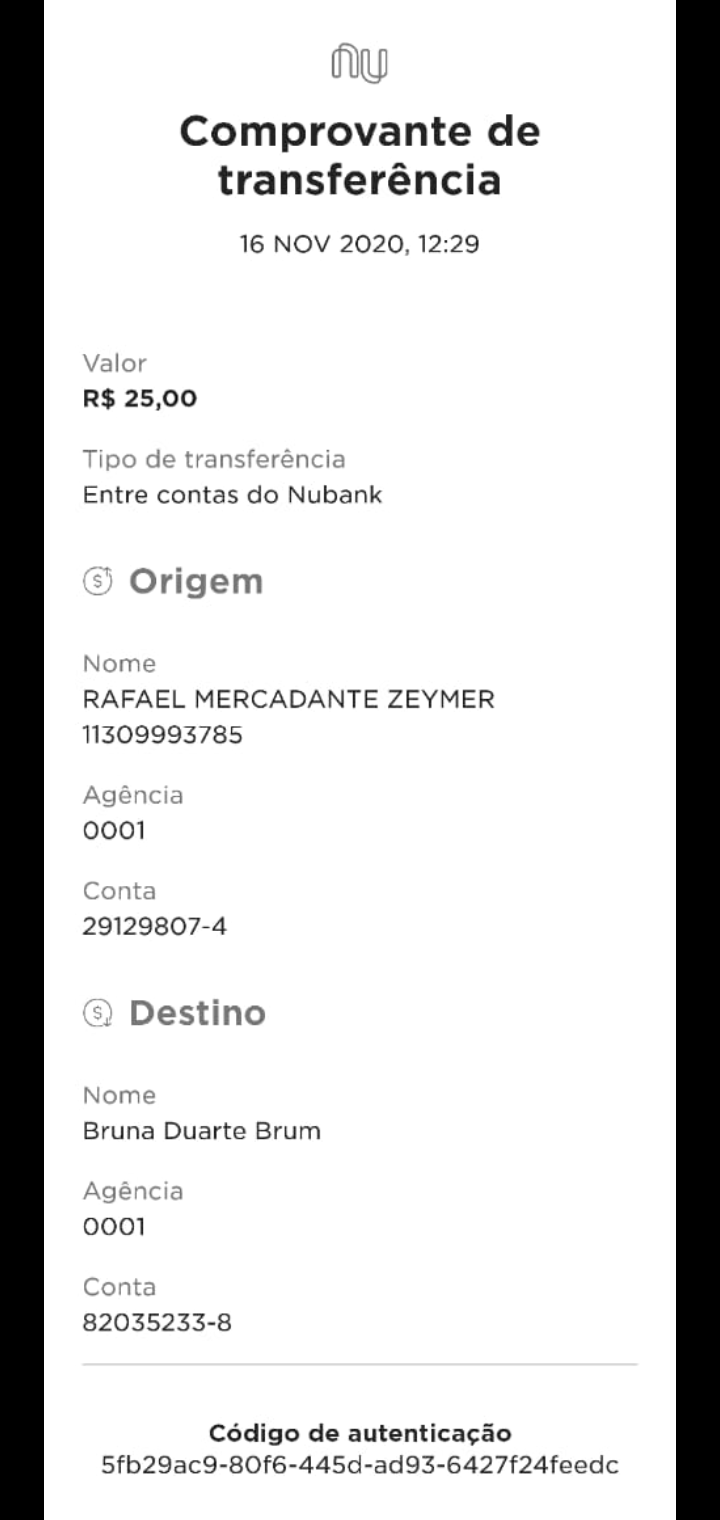 nu
Comprovante de
transferência
16 NOV 2020, 12:29
Valor
R$ 25,00
Tipo de transferência
Entre contas do Nubank
Origem
Nome
RAFAEL MERCADANTE ZEYMER
11309993785
Agência
0001
Conta
29129807-4
Destino
Nome
Bruna Duarte Brum
Agência
0001
Conta
82035233-8
Código de autenticação
5fb29ac9-80f6-445d-ad93-6427f24feedc